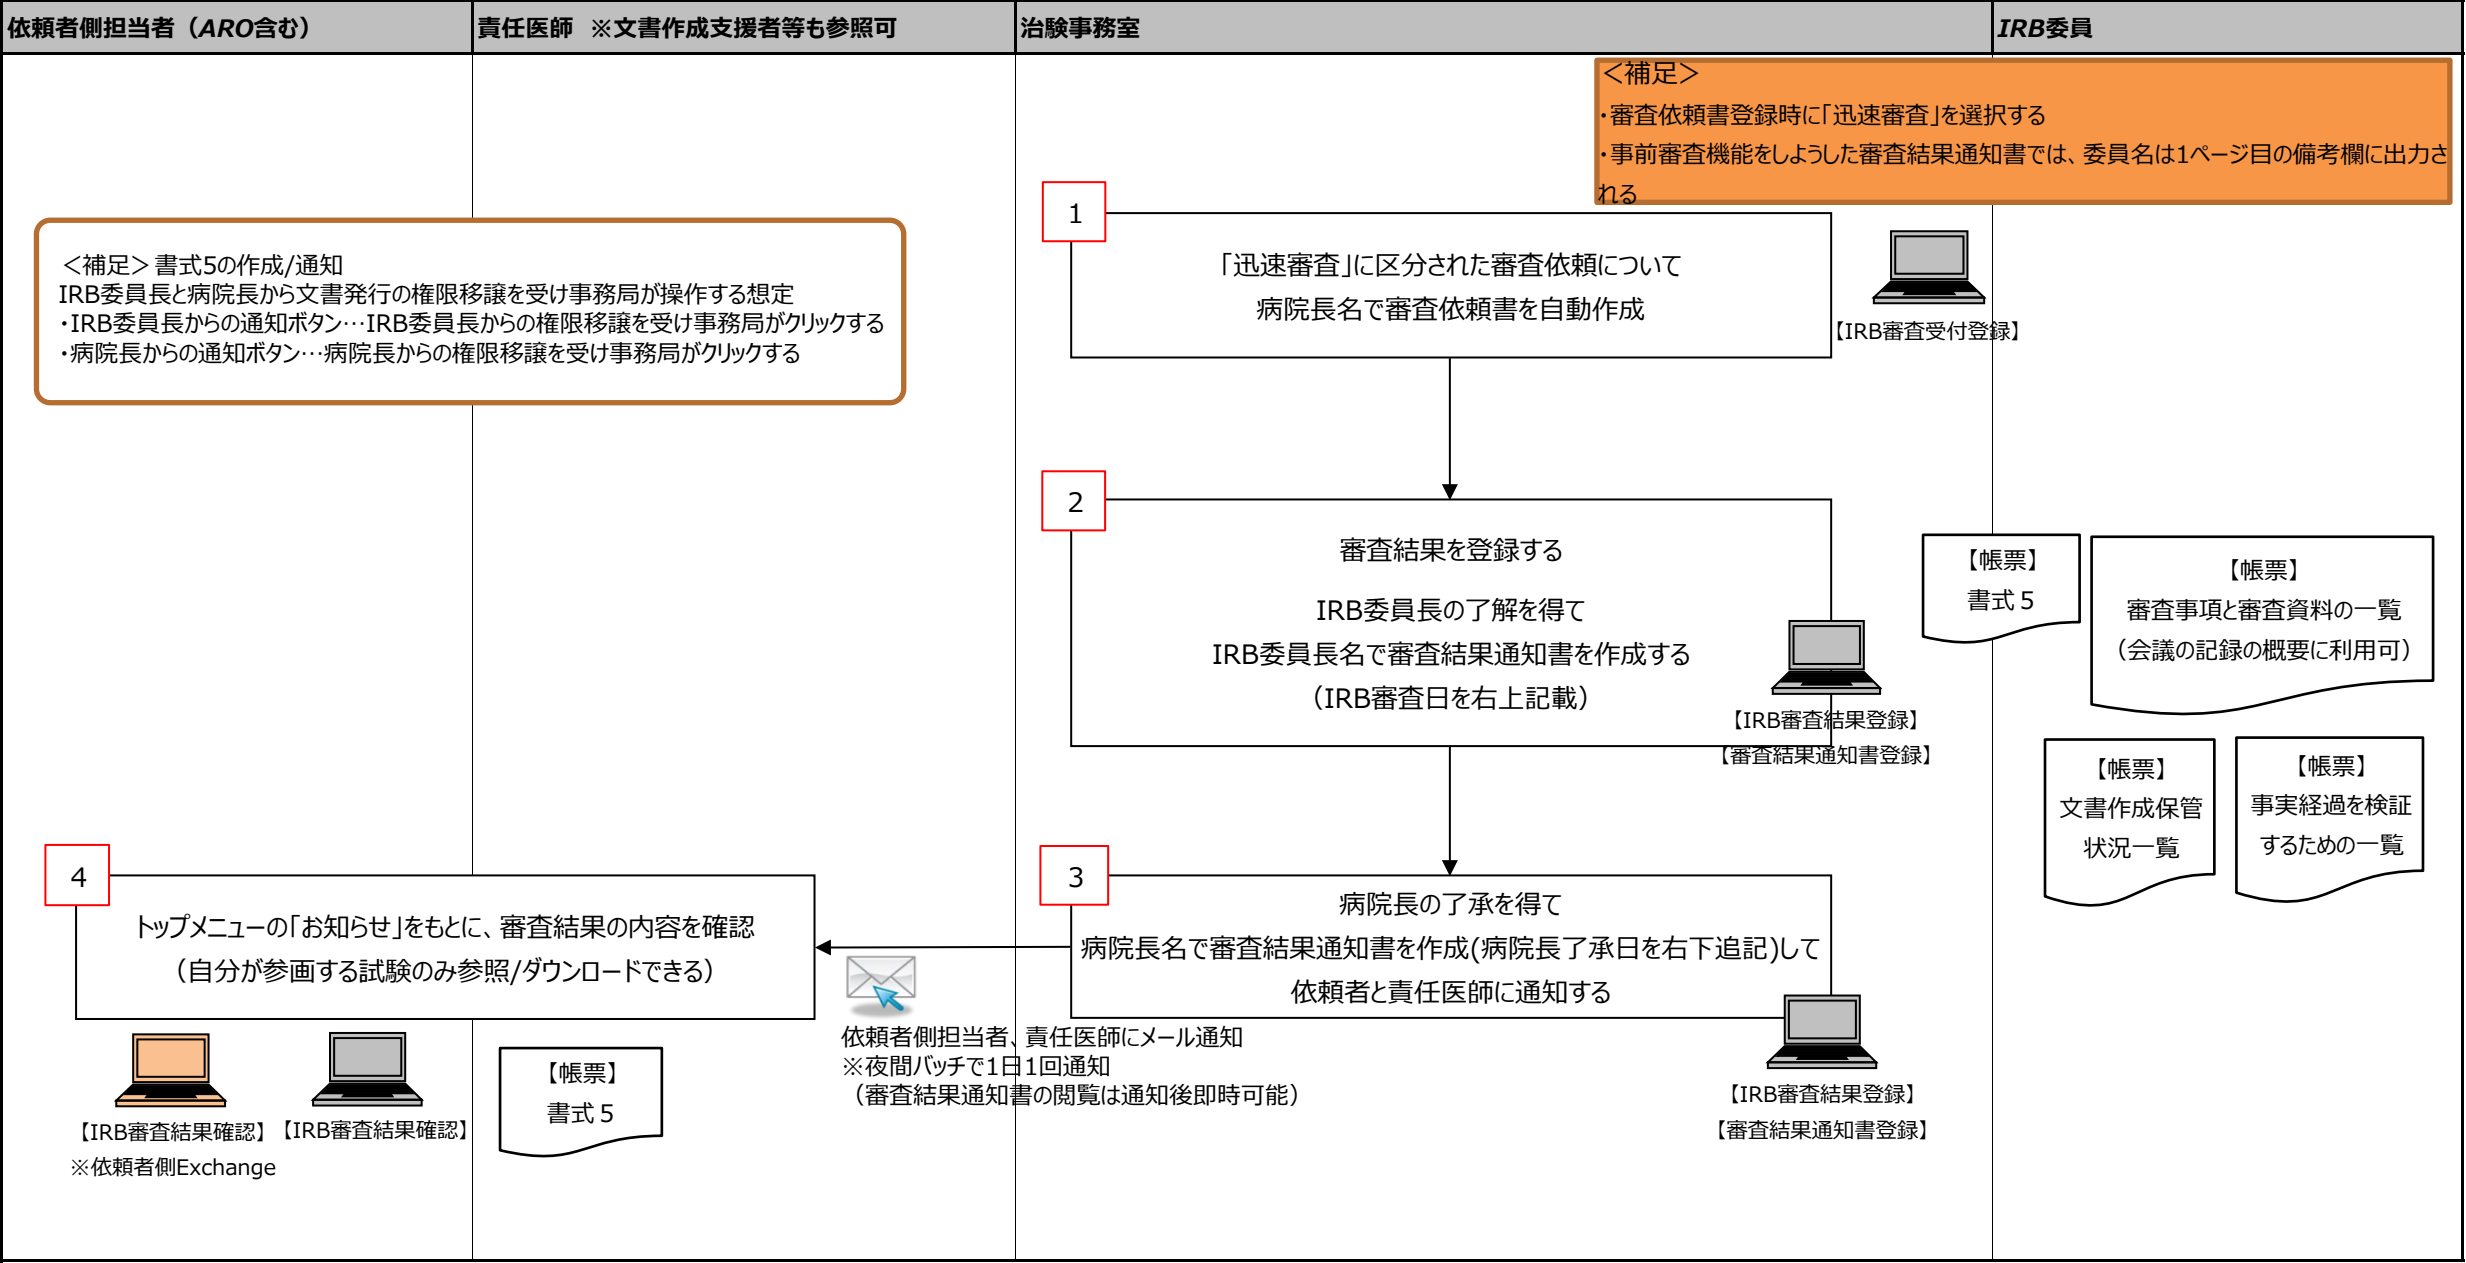 依頼者側担当者（ARO含む）
責任医師　※文書作成支援者等も参照可
治験事務室
IRB委員
＜補足＞
・審査依頼書登録時に「迅速審査」を選択する
・事前審査機能をしようした審査結果通知書では、委員名は1ページ目の備考欄に出力さ
れる
＜補足＞書式5の作成/通知
IRB委員長と病院長から文書発行の権限移譲を受け事務局が操作する想定
・IRB委員長からの通知ボタン…IRB委員長からの権限移譲を受け事務局がクリックする
・病院長からの通知ボタン…病院長からの権限移譲を受け事務局がクリックする
1
「迅速審査」に区分された審査依頼について
病院長名で審査依頼書を自動作成
【IRB審査受付登録】
2
審査結果を登録する
IRB委員長の了解を得て
IRB委員長名で審査結果通知書を作成する
（IRB審査日を右上記載）
【IRB審査結果登録】
【審査結果通知書登録】
【帳票】
書式５
【帳票】
審査事項と審査資料の一覧
（会議の記録の概要に利用可）
【帳票】
文書作成保管
状況一覧
【帳票】
事実経過を検証
するための一覧
3
病院長の了承を得て
病院長名で審査結果通知書を作成(病院長了承日を右下追記)して
依頼者と責任医師に通知する
【IRB審査結果登録】
【審査結果通知書登録】
依頼者側担当者、責任医師にメール通知
※夜間バッチで1日1回通知
（審査結果通知書の閲覧は通知後即時可能）
4
トップメニューの「お知らせ」をもとに、審査結果の内容を確認
（自分が参画する試験のみ参照/ダウンロードできる）
【IRB審査結果確認】
※依頼者側Exchange
【IRB審査結果確認】
【帳票】
書式５